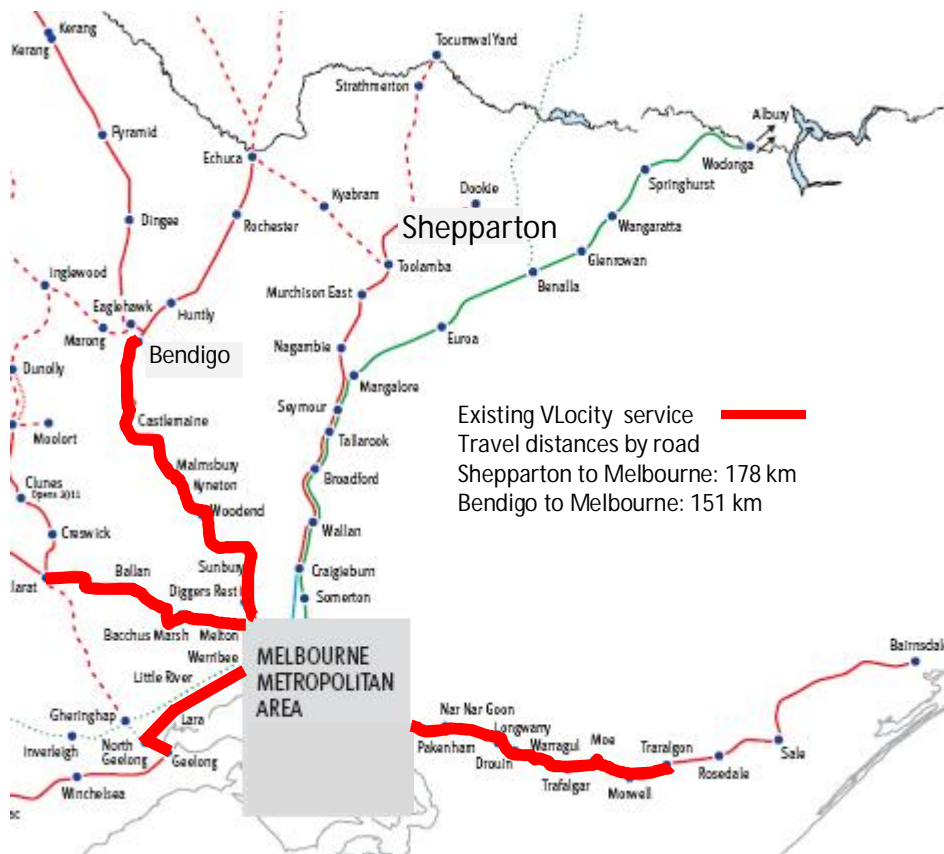 Kerang
Kerang
Tocumwal Yard
Strathmerton
Albury
Pyramid
Echuca
Wodonga
Springhurst
Kyabram
Dookie
Dingee
Rochester
Shepparton
Wangaratta
Glenrowan
Toolamba
Inglewood
Benalla
Eaglehawk
Murchison East
Huntly
Marong
Euroa
Bendigo
Nagambie
Dunolly
Mangalore
Seymour
Existing VLocity service
Travel distances by road
Shepparton to Melbourne: 178 km
Bendigo to Melbourne: 151 km
Castlemaine
Moolort
Tallarook
Malmsbury
Kyneton
Broadford
Clunes
Opens 2011
Woodend
Creswick
Wallan
Sunbury
Craigieburn
Ballan
larat
Diggers Rest
Somerton
Bacchus Marsh
Melton
Werribee
MELBOURNE
METROPOLITAN
AREA
Little River
Bairnsdale
Gheringhap
Lara
Nar Nar Goon
Longwarry
Moe
Inverleigh
North
Geelong
Geelong
Pakenham
Warragul
Traralgon
Drouin
Sale
Rosedale
Trafalgar
Morwell
Winchelsea
ac